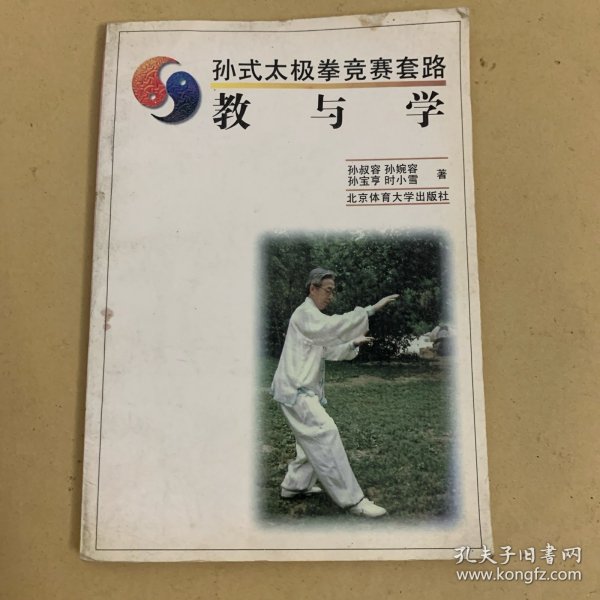 孙式太极拳竞赛套路
教与学
孙叔容 孙婉容
孙宝亨 时小雪 著
北京体育大学出版社
孔夫子旧书网
www.kongfz.com